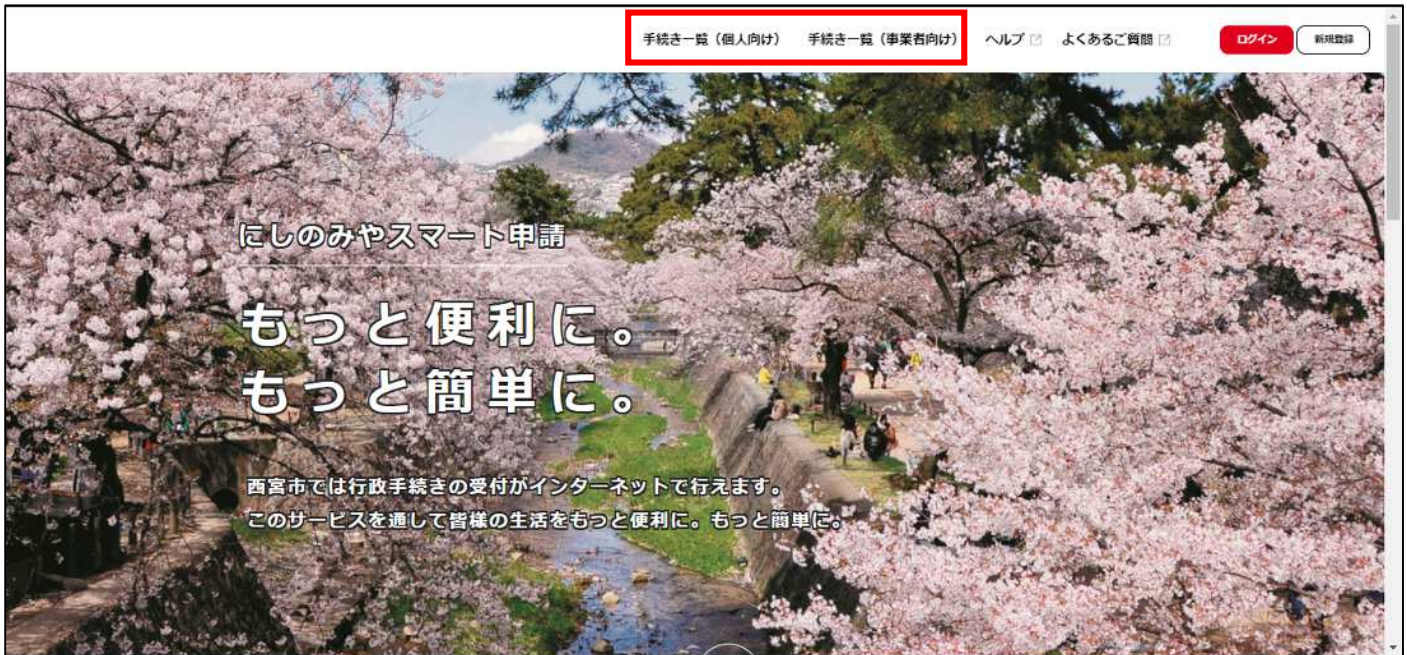 手続き一覧（個人向け） 手続き一覧（事業者向け） ヘルプ よくあるご質問 ログイン 新規登録
にしのみやスマート申請
もっと便利に。
もっと簡単に。
西宮市では行政手続きの受付がインターネットで行えます。
このサービスを通して皆様の生活をもっと便利に。もっと簡単に。